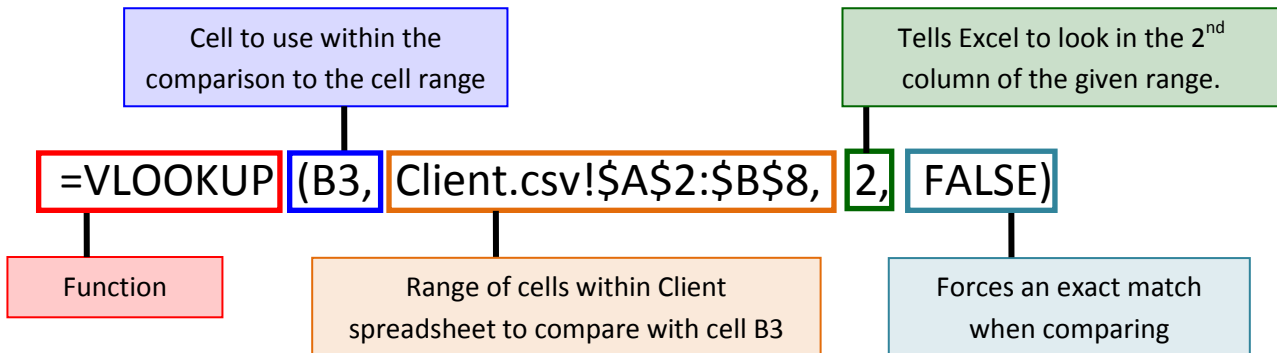 Cell to use within the
comparison to the cell range
Tells Excel to look in the 2nd
column of the given range.
=VLOOKUP (B3, Client.csv!$A$2:$B$8, 2, FALSE)
Function
Range of cells within Client
spreadsheet to compare with cell B3
Forces an exact match
when comparing